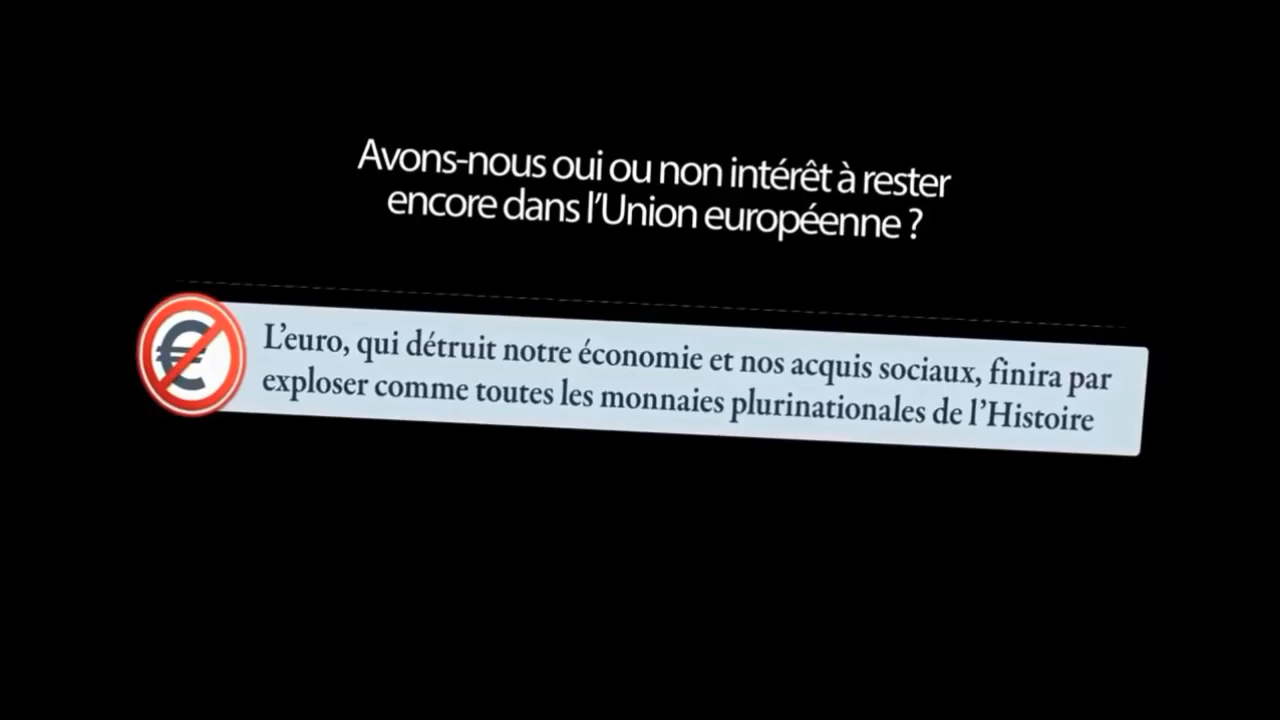 Avons-nous oui ou non intérêt à rester
encore dans l'Union européenne ?
€
L'euro, qui détruit notre économie et nos acquis sociaux, finira par
exploser comme toutes les monnaies plurinationales de l'Histoire